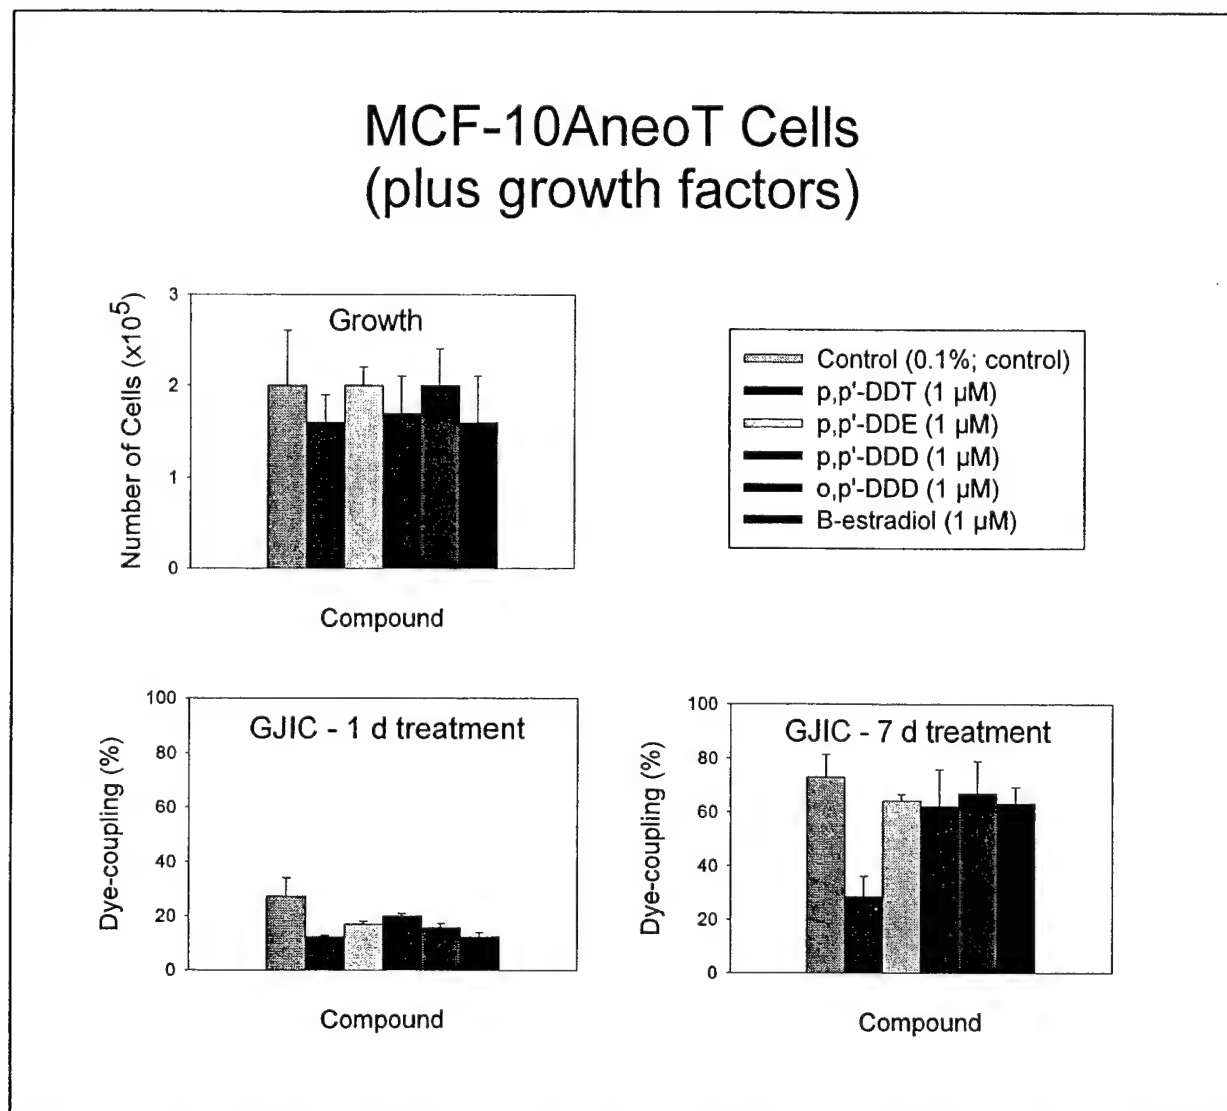 MCF-10AneoT Cells
(plus growth factors)
Number of Cells (x10⁵)
3
2
1
0
Growth
Compound
Control (0.1%; control)
p,p'-DDT (1 µM)
p,p'-DDE (1 µM)
p,p'-DDD (1 µM)
o,p'-DDD (1 µM)
B-estradiol (1 µM)
Dye-coupling (%)
100
80
60
40
20
0
GJIC - 1 d treatment
Compound
Dye-coupling (%)
100
80
60
40
20
0
GJIC - 7 d treatment
Compound